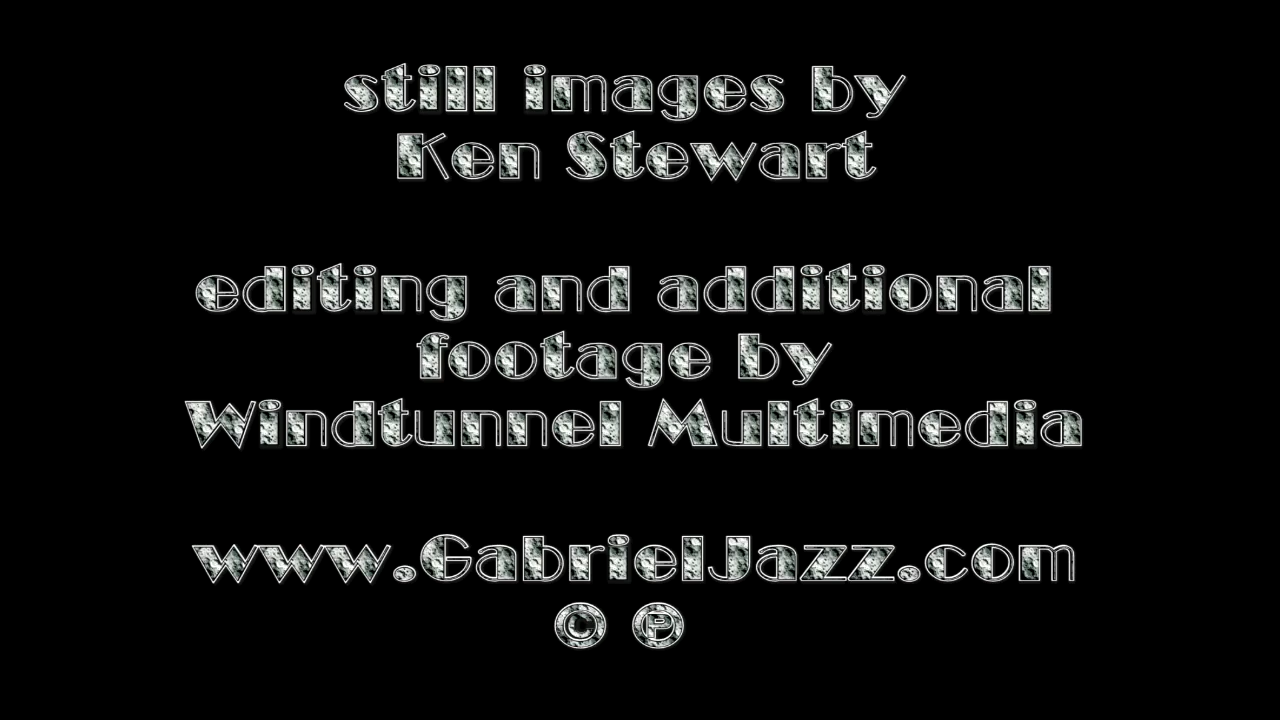 still images by
Ken Stewart
editing and additional
footage by
Windtunnel Multimedia
www.GabrielJazz.com
© ℗